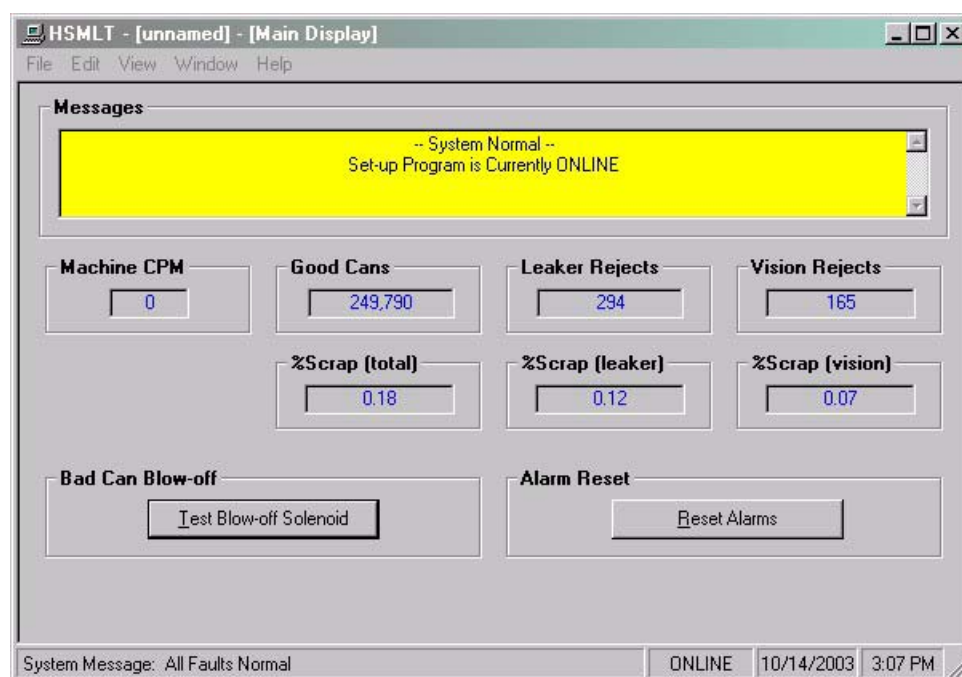 HSMLT - [unnamed] - [Main Display]
File Edit View Window Help
Messages
-- System Normal --
Set-up Program is Currently ONLINE
Machine CPM
0
Good Cans
249,790
Leaker Rejects
294
Vision Rejects
165
%Scrap (total)
0.18
%Scrap (leaker)
0.12
%Scrap (vision)
0.07
Bad Can Blow-off
Test Blow-off Solenoid
Alarm Reset
Reset Alarms
System Message: All Faults Normal
ONLINE
10/14/2003
3:07 PM